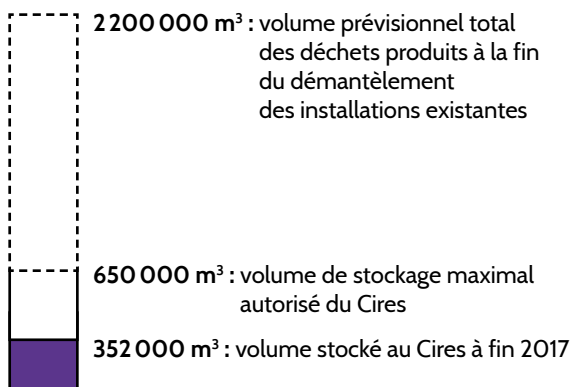 2 200 000 m³ : volume prévisionnel total
des déchets produits à la fin
du démantèlement
des installations existantes
650 000 m³ : volume de stockage maximal
autorisé du Cires
352 000 m³ : volume stocké au Cires à fin 2017